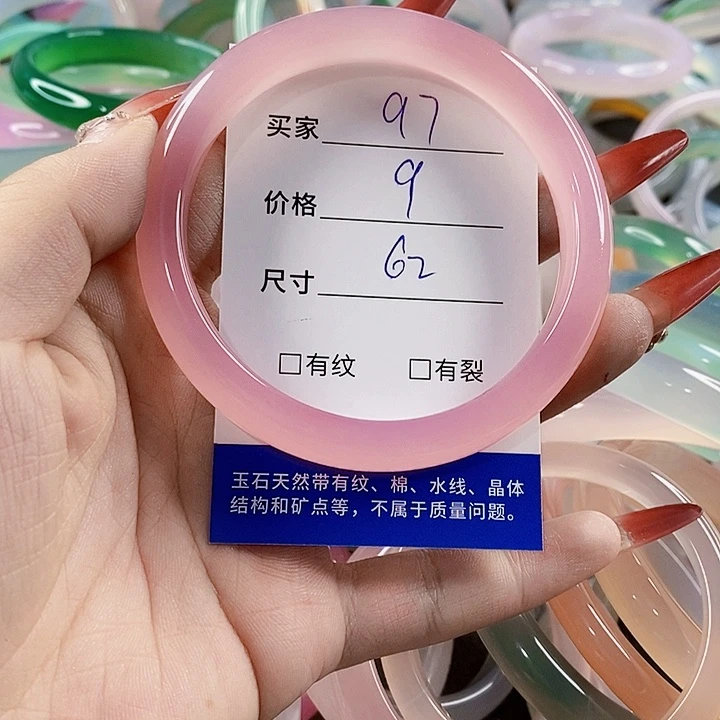 买家 97
价格 9
尺寸 62
□有纹 □有裂
玉石天然带有纹、棉、水线、晶体
结构和矿点等，不属于质量问题。